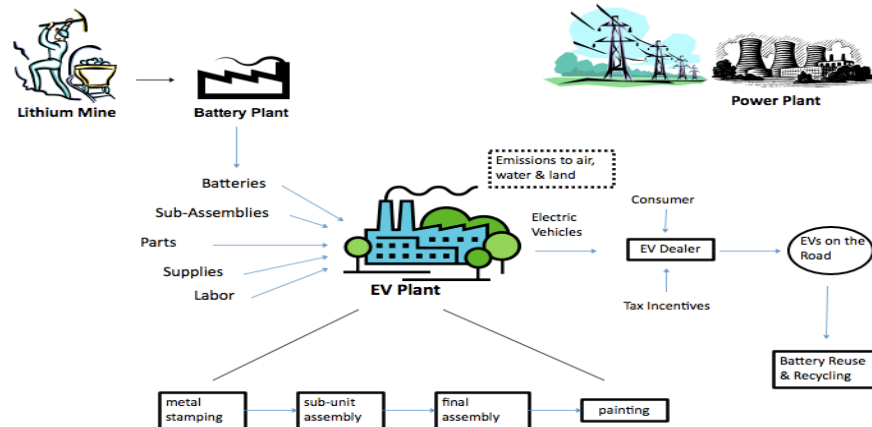 Lithium Mine
Battery Plant
Power Plant
Emissions to air,
water & land
Batteries
Sub-Assemblies
Parts
Supplies
Labor
EV Plant
Electric
Vehicles
Consumer
EV Dealer
Tax Incentives
EVs on the
Road
Battery Reuse
& Recycling
metal
stamping
sub-unit
assembly
final
assembly
painting